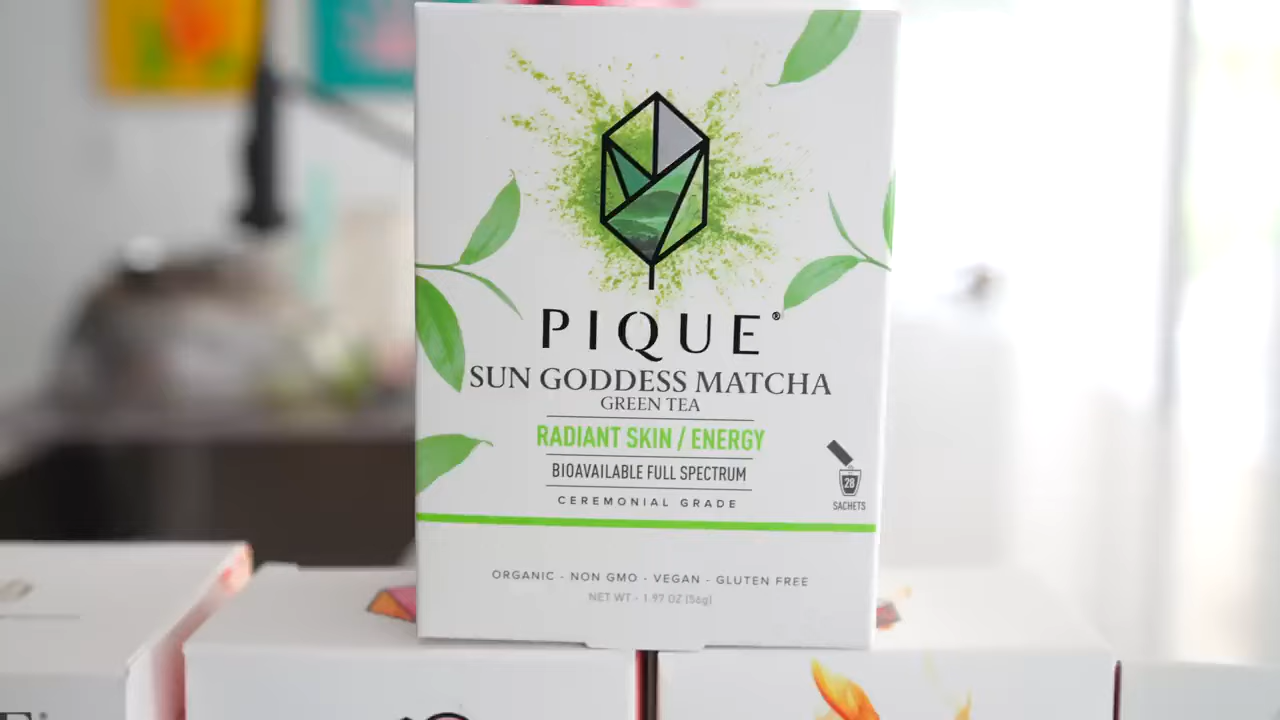 PIQUE®
SUN GODDESS MATCHA
GREEN TEA
RADIANT SKIN / ENERGY
BIOAVAILABLE FULL SPECTRUM
CEREMONIAL GRADE
28
SACHETS
ORGANIC - NON GMO - VEGAN - GLUTEN FREE
NET WT - 1.97 OZ (56g)
E®